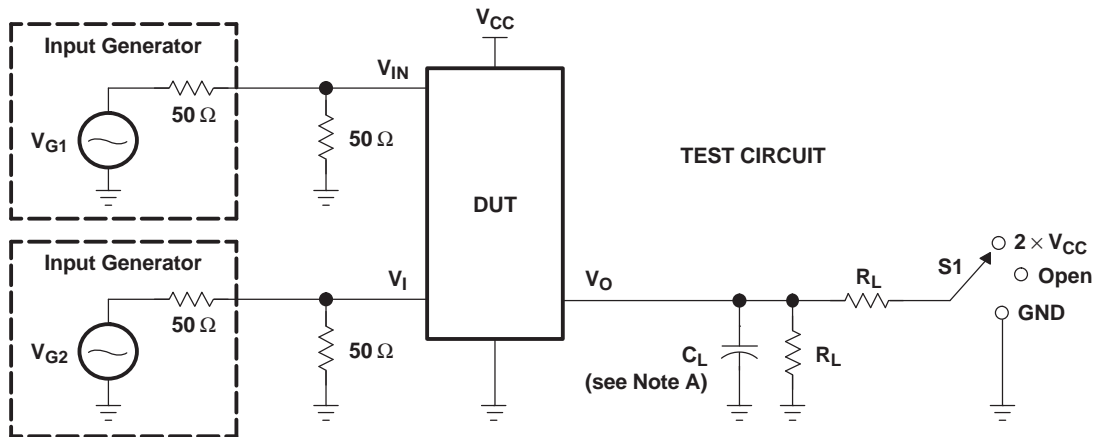 Input Generator
50 Ω
VG1
VIN
50 Ω
VCC
DUT
TEST CIRCUIT
Input Generator
50 Ω
VG2
VI
50 Ω
VO
CL
(see Note A)
RL
RL
S1
2 × VCC
Open
GND